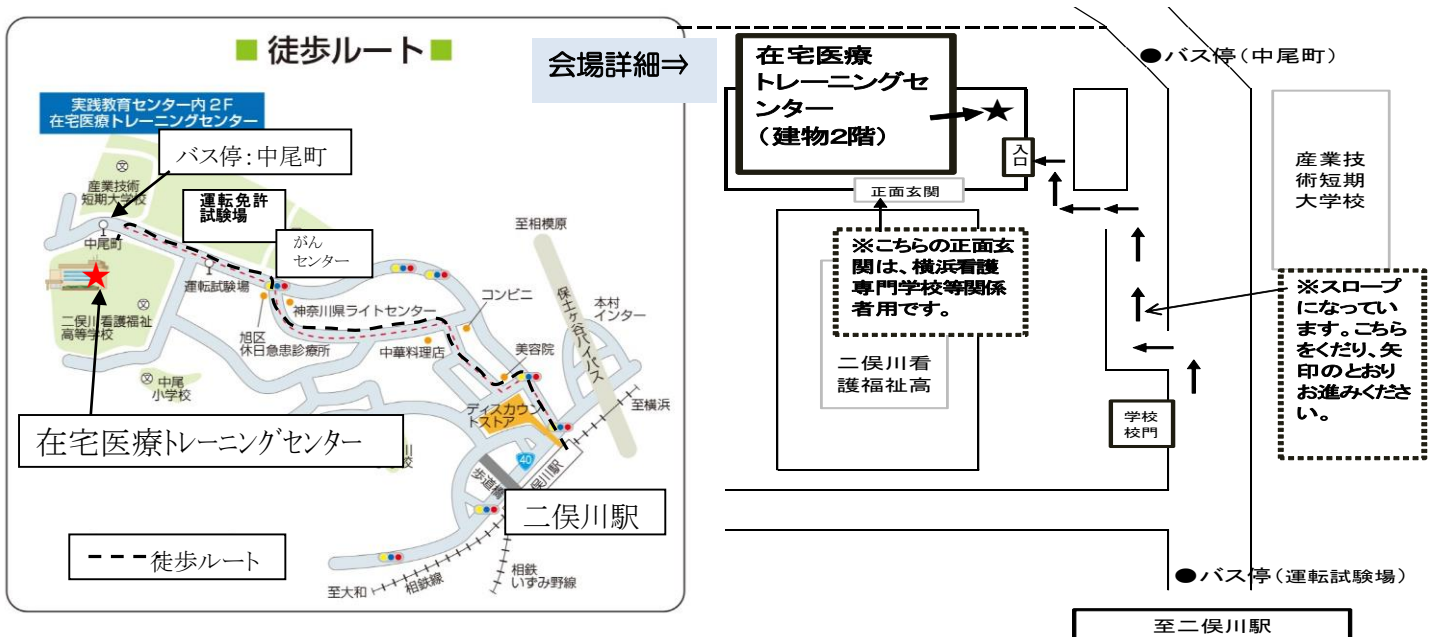 ■ 徒歩ルート ■
実践教育センター内2F
在宅医療トレーニングセンター
バス停:中尾町
産業技術
短期大学校
運転免許
試験場
がん
センター
中尾町
運転試験場
至相模原
コンビニ
保土ヶ谷バイパス
本村
インター
神奈川県ライトセンター
旭区
休日急患診療所
中華料理店
美容院
二俣川看護福祉
高等学校
中尾
小学校
ディスカウン
トストア
至横浜
在宅医療トレーニングセンター
川
校
40
歩道橋
俣川駅
二俣川駅
徒歩ルート
至大和
相鉄線
相鉄
いずみ野線
会場詳細⇒
在宅医療
トレーニングセ
ンター
(建物2階)
★
入口
正面玄関
※こちらの正面玄
関は、横浜看護
専門学校等関係
者用です。
二俣川看
護福祉高
●バス停(中尾町)
産業技
術短期
大学校
※スロープ
になってい
ます。こちら
をくだり、矢
印のとおり
お進みくださ
い。
学校
校門
●バス停(運転試験場)
至二俣川駅